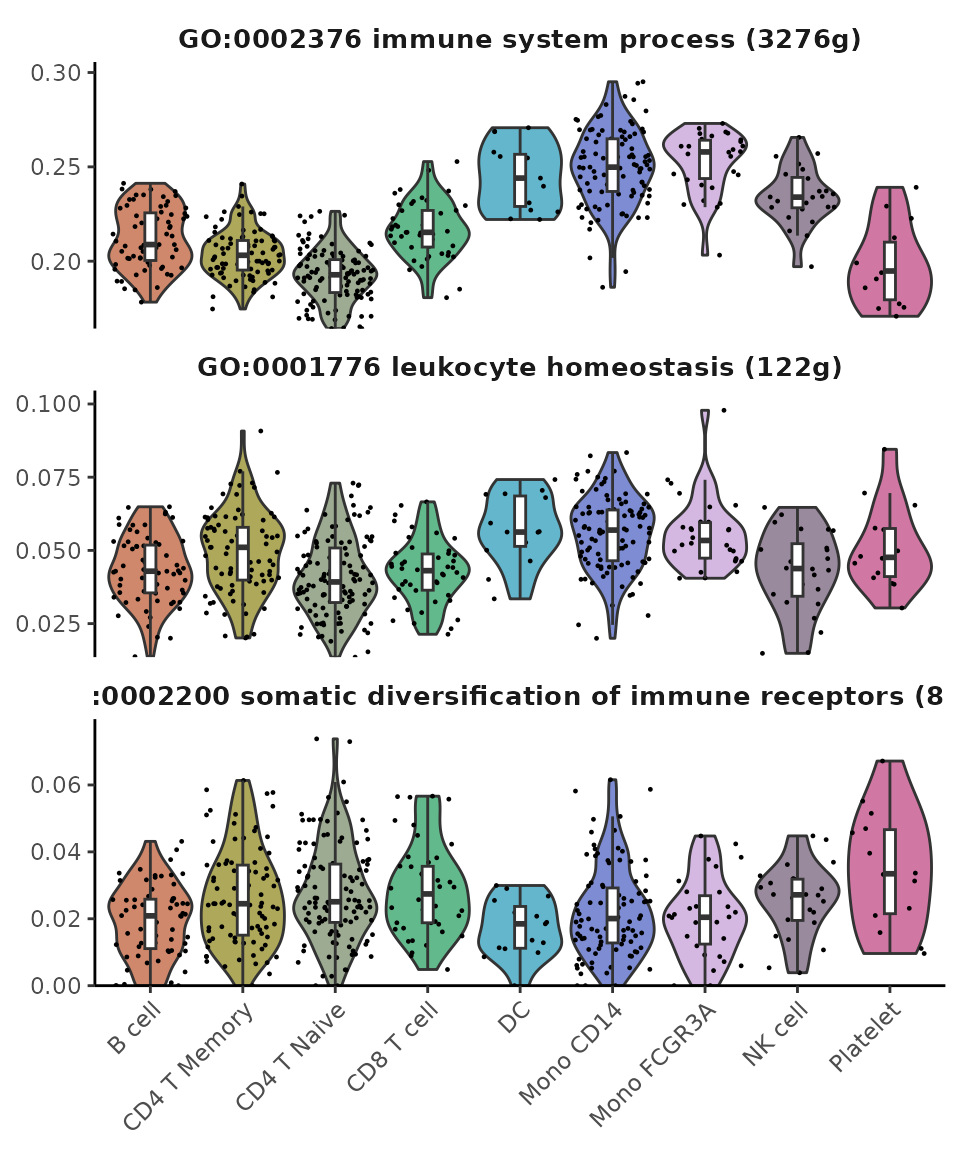 GO:0002376 immune system process (3276g)
0.30
0.25
0.20
GO:0001776 leukocyte homeostasis (122g)
0.100
0.075
0.050
0.025
:0002200 somatic diversification of immune receptors (8
0.06
0.04
0.02
0.00
B cell
CD4 T Memory
CD4 T Naive
CD8 T cell
DC
Mono CD14
Mono FCGR3A
NK cell
Platelet